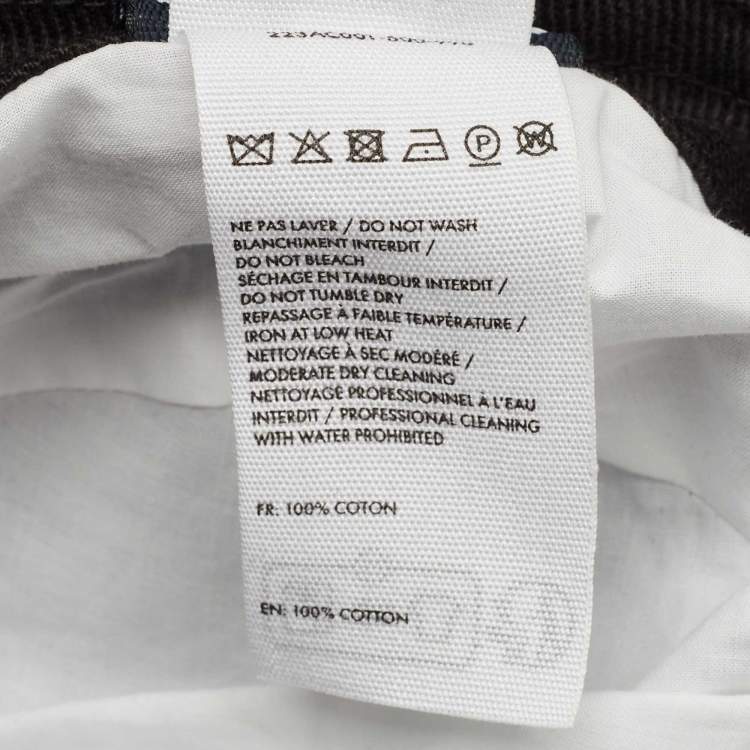 P W
NE PAS LAVER / DO NOT WASH
BLANCHIMENT INTERDIT /
DO NOT BLEACH
SÉCHAGE EN TAMBOUR INTERDIT /
DO NOT TUMBLE DRY
REPASSAGE À FAIBLE TEMPÉRATURE /
IRON AT LOW HEAT
NETTOYAGE À SEC MODÉRÉ /
MODERATE DRY CLEANING
NETTOYAGE PROFESSIONNEL À L'EAU
INTERDIT / PROFESSIONAL CLEANING
WITH WATER PROHIBITED
FR: 100% COTON
EN: 100% COTTON